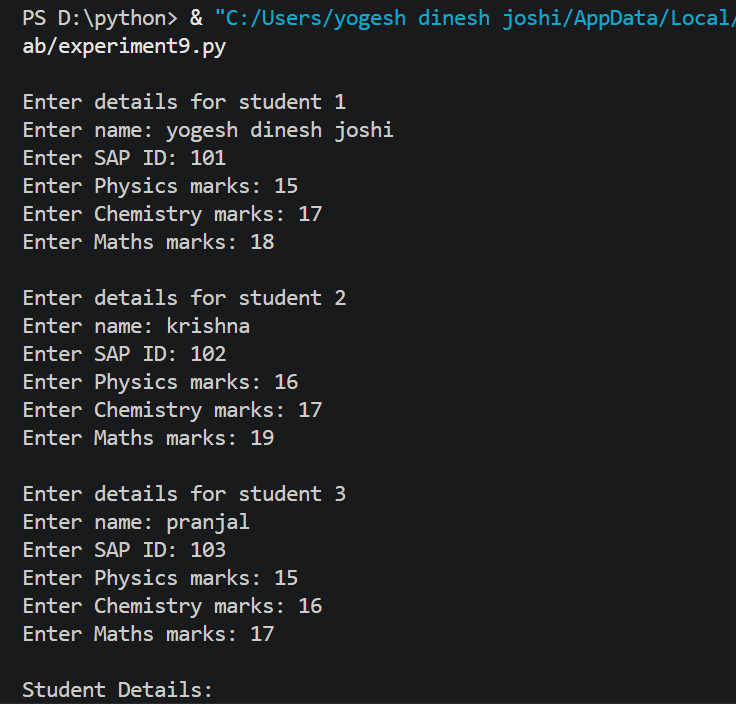 PS D:\python> & "C:/Users/yogesh dinesh joshi/AppData/Local/
ab/experiment9.py
Enter details for student 1
Enter name: yogesh dinesh joshi
Enter SAP ID: 101
Enter Physics marks: 15
Enter Chemistry marks: 17
Enter Maths marks: 18
Enter details for student 2
Enter name: krishna
Enter SAP ID: 102
Enter Physics marks: 16
Enter Chemistry marks: 17
Enter Maths marks: 19
Enter details for student 3
Enter name: pranjal
Enter SAP ID: 103
Enter Physics marks: 15
Enter Chemistry marks: 16
Enter Maths marks: 17
Student Details: